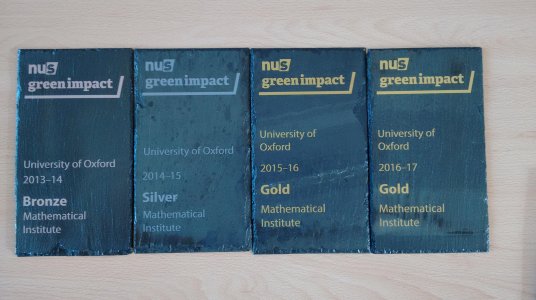 nus
green impact
University of Oxford
2013–14
Bronze
Mathematical
Institute
nus
green impact
University of Oxford
2014–15
Silver
Mathematical
Institute
nus
green impact
University of
Oxford
2015–16
Gold
Mathematical
Institute
nus
green impact
University of
Oxford
2016–17
Gold
Mathematical
Institute